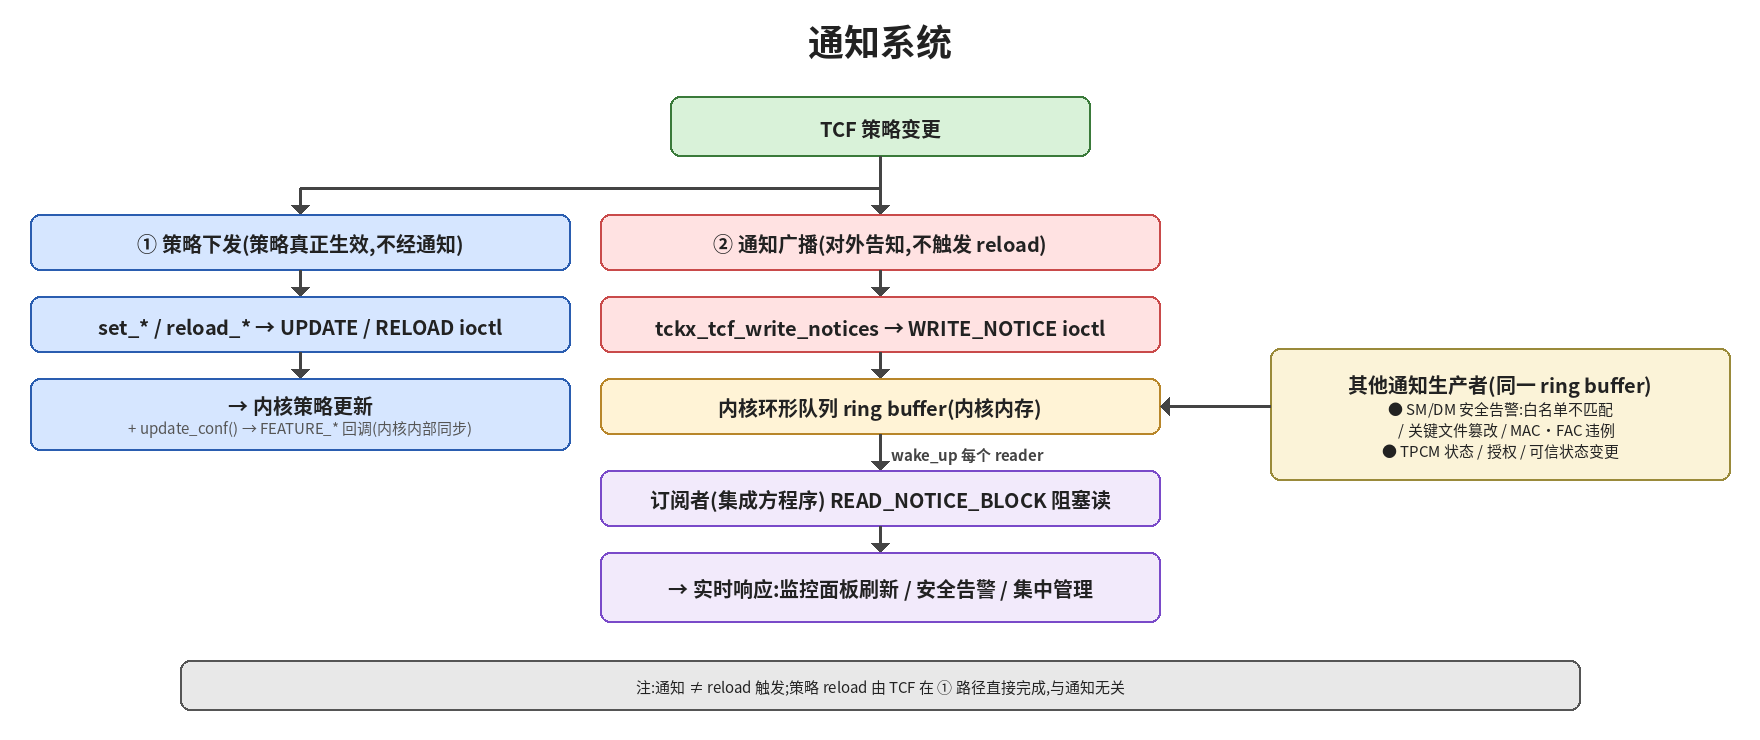 通知系统
TCF 策略变更
① 策略下发(策略真正生效,不经通知)
② 通知广播(对外告知,不触发 reload)
set_* / reload_* → UPDATE / RELOAD ioctl
tckx_tcf_write_notices → WRITE_NOTICE ioctl
→ 内核策略更新
+ update_conf() → FEATURE_* 回调(内核内部同步)
内核环形队列 ring buffer(内核内存)
其他通知生产者(同一 ring buffer)
● SM/DM 安全告警:白名单不匹配
/ 关键文件篡改 / MAC・FAC 违例
● TPCM 状态 / 授权 / 可信状态变更
wake_up 每个 reader
订阅者(集成方程序) READ_NOTICE_BLOCK 阻塞读
→ 实时响应:监控面板刷新 / 安全告警 / 集中管理
注:通知 ≠ reload 触发;策略 reload 由 TCF 在 ① 路径直接完成,与通知无关